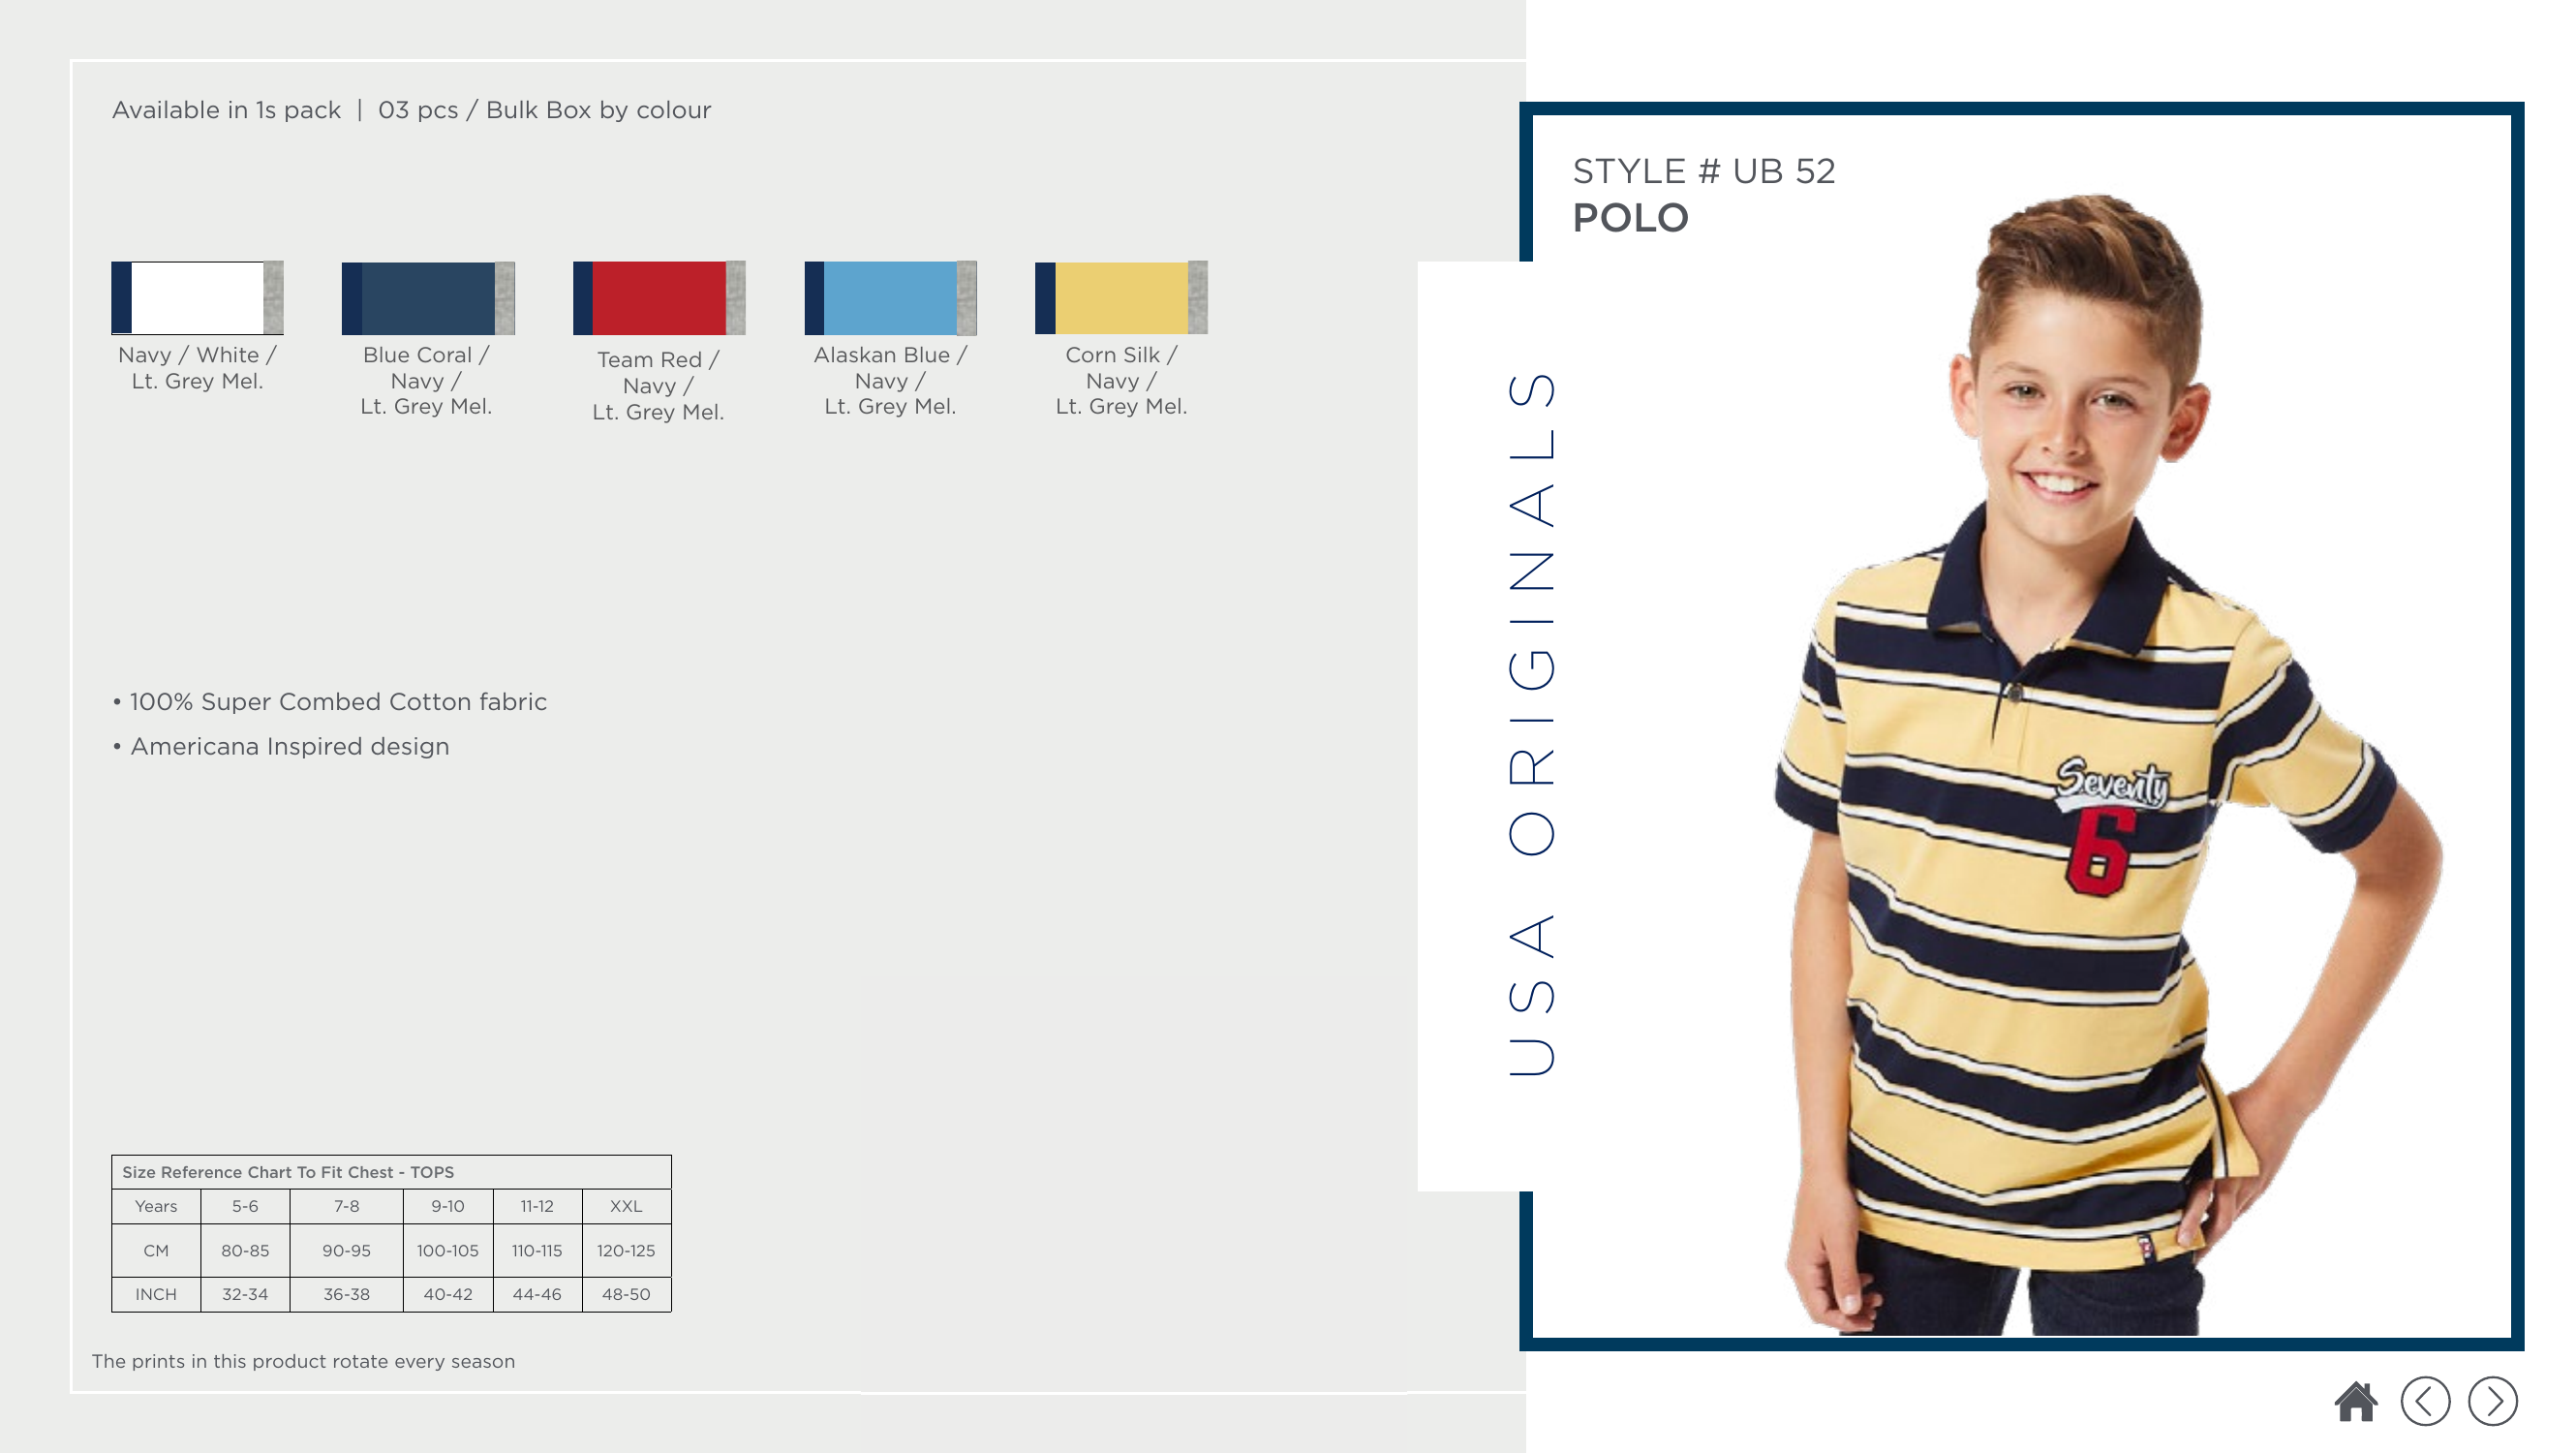 Available in 1s pack | 03 pcs / Bulk Box by colour
Navy / White /
Lt. Grey Mel.
Blue Coral /
Navy /
Lt. Grey Mel.
Team Red /
Navy /
Lt. Grey Mel.
Alaskan Blue /
Navy /
Lt. Grey Mel.
Corn Silk /
Navy /
Lt. Grey Mel.
• 100% Super Combed Cotton fabric
• Americana Inspired design
Size Reference Chart To Fit Chest - TOPS
Years 5-6 7-8 9-10 11-12 XXL
CM 80-85 90-95 100-105 110-115 120-125
INCH 32-34 36-38 40-42 44-46 48-50
The prints in this product rotate every season
USA ORIGINALS
STYLE # UB 52
POLO
Seventy
6